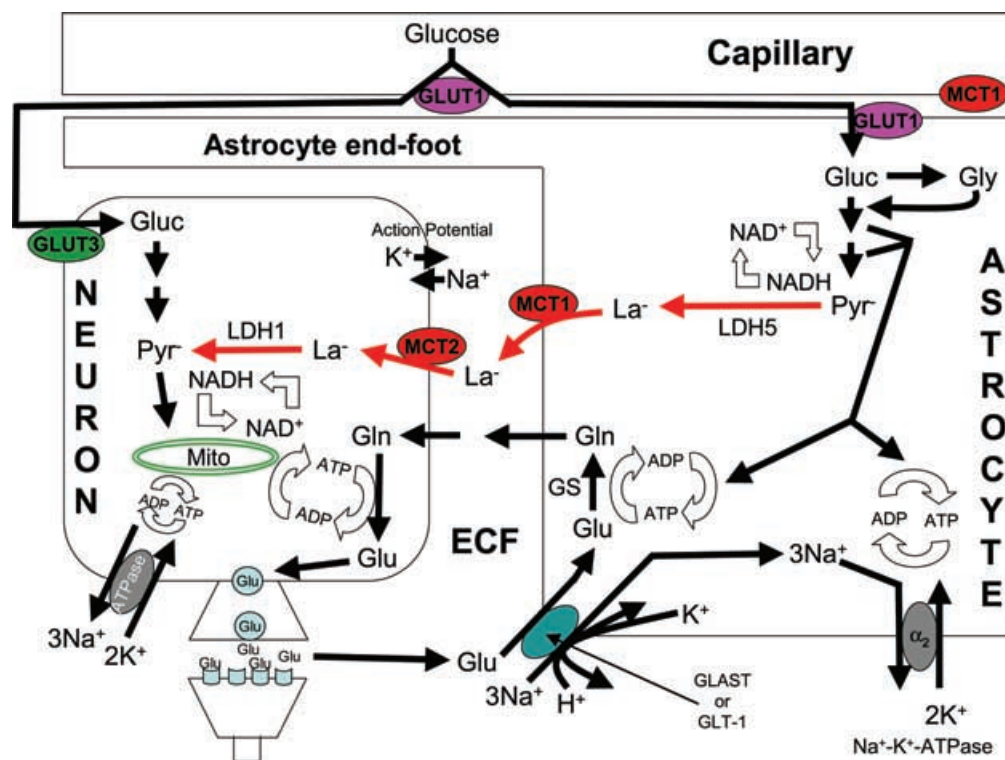 Glucose
Capillary
GLUT1
MCT1
GLUT1
Astrocyte end-foot
Gluc
Gly
Gluc
GLUT3
Action Potential
K⁺
Na⁺
NAD⁺
NADH
MCT1
La⁻
LDH5
Pyr⁻
LDH1
Pyr⁻
La⁻
MCT2
La⁻
NADH
NAD⁺
NEURON
ASTROCYTE
Mito
Gln
Gln
ATP
ADP
ADP
ATP
GS
ADP
ATP
ADP
ATP
Glu
Glu
ECF
3Na⁺
ATPase
Glu
K⁺
α₂
3Na⁺
2K⁺
Glu
Glu
Glu
Glu
Glu
Glu
3Na⁺
H⁺
GLAST
or
GLT-1
2K⁺
Na⁺-K⁺-ATPase